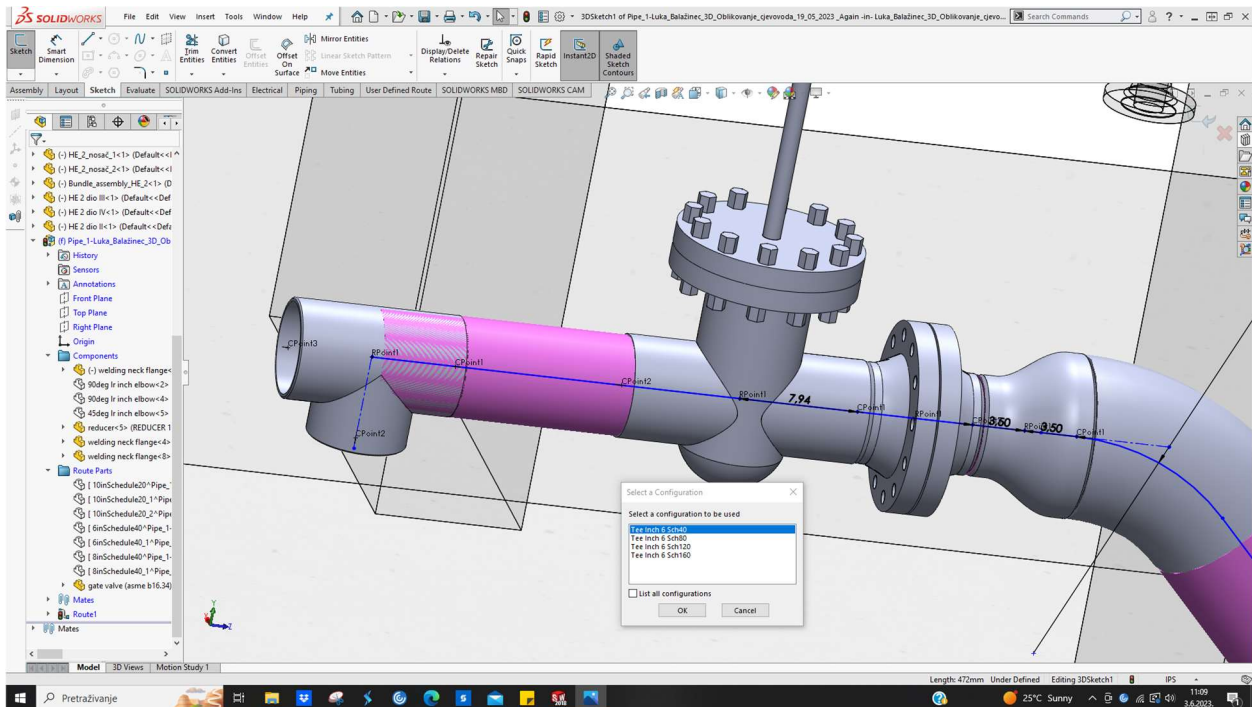 SOLIDWORKS File Edit View Insert Tools Window Help
3DSketch1 of Pipe_1-Luka_Balažinec_3D_Oblikovanje_cjevovoda_19_05_2023 _Again -in- Luka_Balažinec_3D_Oblikovanje_cjevo...
Search Commands
Sketch
Smart Dimension
Trim Entities
Convert Entities
Offset Entities
Offset On Surface
Mirror Entities
Linear Sketch Pattern
Move Entities
Display/Delete Relations
Repair Sketch
Quick Snaps
Rapid Sketch
Instant2D
Shaded Sketch Contours
Assembly Layout Sketch Evaluate SOLIDWORKS Add-Ins Electrical Piping Tubing User Defined Route SOLIDWORKS MBD SOLIDWORKS CAM
(-) HE_2_nosač_1<1> (Default<<
(-) HE_2_nosač_2<1> (Default<<
(-) Bundle_assembly_HE_2<1> (D
(-) HE 2 dio III<1> (Default<<Def
(-) HE 2 dio IV<1> (Default<<Def
(-) HE 2 dio II<1> (Default<<Defa
(f) Pipe_1-Luka_Balažinec_3D_Ob
History
Sensors
Annotations
Front Plane
Top Plane
Right Plane
Origin
Components
(-) welding neck flange<
90deg lr inch elbow<2>
90deg lr inch elbow<4>
45deg lr inch elbow<5>
reducer<5> (REDUCER 1
welding neck flange<4>
welding neck flange<8>
Route Parts
[ 10inSchedule20^Pipe_
[ 10inSchedule20_1^Pip
[ 10inSchedule20_2^Pip
[ 6inSchedule40^Pipe_1-
[ 6inSchedule40_1^Pipe_
[ 8inSchedule40^Pipe_1-
[ 8inSchedule40_1^Pipe_
gate valve (asme b16.34)
Mates
Route1
Mates
CPoint3
RPoint1
CPoint1
CPoint2
CPoint2
RPoint1
7,94
CPoint1
RPoint1
3,50
3,50
CPoint1
Select a Configuration
Select a configuration to be used
Tee Inch 6 Sch40
Tee Inch 6 Sch80
Tee Inch 6 Sch120
Tee Inch 6 Sch160
List all configurations
OK Cancel
Y
Z
Model 3D Views Motion Study 1
Length: 472mm Under Defined Editing 3DSketch1 IPS
Pretraživanje
25°C Sunny
11:09
3.6.2023.